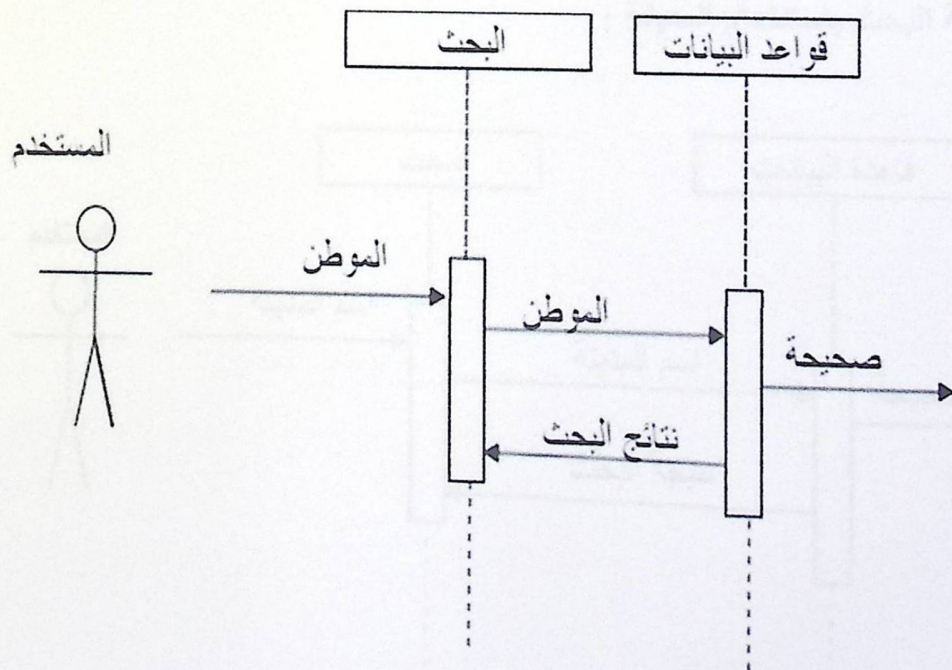 البحث
قواعد البيانات
المستخدم
الموطن
الموطن
صحيحة
نتائج البحث